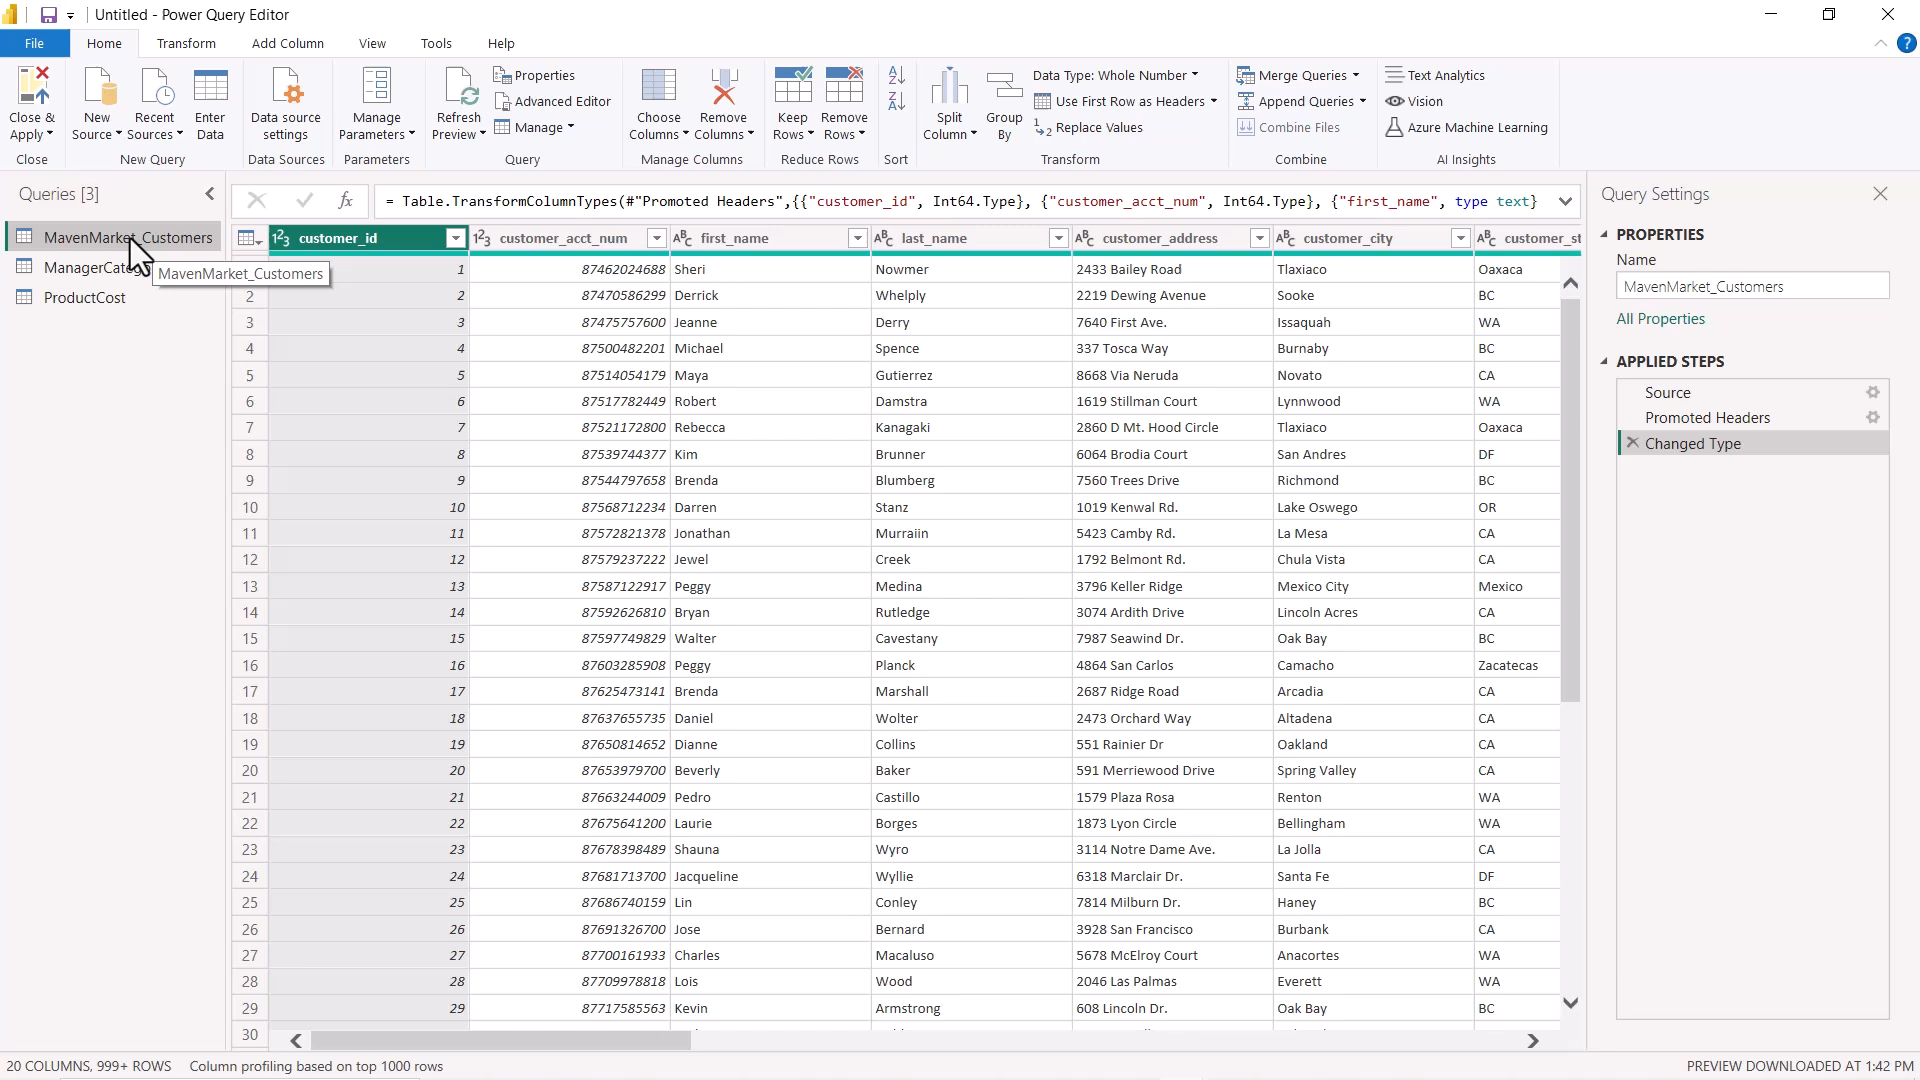 Untitled - Power Query Editor
File Home Transform Add Column View Tools Help
Close & Apply
New Source
Recent Sources
Enter Data
Data source settings
Manage Parameters
Refresh Preview
Properties
Advanced Editor
Manage
Choose Columns
Remove Columns
Keep Rows
Remove Rows
Split Column
Group By
Data Type: Whole Number
Use First Row as Headers
Replace Values
Merge Queries
Append Queries
Combine Files
Text Analytics
Vision
Azure Machine Learning
Close New Query Data Sources Parameters Query Manage Columns Reduce Rows Sort Transform Combine AI Insights
Queries [3]
MavenMarket_Customers
ManagerCateg
ProductCost
MavenMarket_Customers
fx = Table.TransformColumnTypes(#"Promoted Headers",{{"customer_id", Int64.Type}, {"customer_acct_num", Int64.Type}, {"first_name", type text}
customer_id customer_acct_num first_name last_name customer_address customer_city customer_st
1 87462024688 Sheri Nowmer 2433 Bailey Road Tlaxiaco Oaxaca
2 2 87470586299 Derrick Whelply 2219 Dewing Avenue Sooke BC
3 3 87475757600 Jeanne Derry 7640 First Ave. Issaquah WA
4 4 87500482201 Michael Spence 337 Tosca Way Burnaby BC
5 5 87514054179 Maya Gutierrez 8668 Via Neruda Novato CA
6 6 87517782449 Robert Damstra 1619 Stillman Court Lynnwood WA
7 7 87521172800 Rebecca Kanagaki 2860 D Mt. Hood Circle Tlaxiaco Oaxaca
8 8 87539744377 Kim Brunner 6064 Brodia Court San Andres DF
9 9 87544797658 Brenda Blumberg 7560 Trees Drive Richmond BC
10 10 87568712234 Darren Stanz 1019 Kenwal Rd. Lake Oswego OR
11 11 87572821378 Jonathan Murraiin 5423 Camby Rd. La Mesa CA
12 12 87579237222 Jewel Creek 1792 Belmont Rd. Chula Vista CA
13 13 87587122917 Peggy Medina 3796 Keller Ridge Mexico City Mexico
14 14 87592626810 Bryan Rutledge 3074 Ardith Drive Lincoln Acres CA
15 15 87597749829 Walter Cavestany 7987 Seawind Dr. Oak Bay BC
16 16 87603285908 Peggy Planck 4864 San Carlos Camacho Zacatecas
17 17 87625473141 Brenda Marshall 2687 Ridge Road Arcadia CA
18 18 87637655735 Daniel Wolter 2473 Orchard Way Altadena CA
19 19 87650814652 Dianne Collins 551 Rainier Dr Oakland CA
20 20 87653979700 Beverly Baker 591 Merriewood Drive Spring Valley CA
21 21 87663244009 Pedro Castillo 1579 Plaza Rosa Renton WA
22 22 87675641200 Laurie Borges 1873 Lyon Circle Bellingham WA
23 23 87678398489 Shauna Wyro 3114 Notre Dame Ave. La Jolla CA
24 24 87681713700 Jacqueline Wyllie 6318 Marclair Dr. Santa Fe DF
25 25 87686740159 Lin Conley 7814 Milburn Dr. Haney BC
26 26 87691326700 Jose Bernard 3928 San Francisco Burbank CA
27 27 87700161933 Charles Macaluso 5678 McElroy Court Anacortes WA
28 28 87709978818 Lois Wood 2046 Las Palmas Everett WA
29 29 87717585563 Kevin Armstrong 608 Lincoln Dr. Oak Bay BC
30
Query Settings
PROPERTIES
Name
MavenMarket_Customers
All Properties
APPLIED STEPS
Source
Promoted Headers
Changed Type
20 COLUMNS, 999+ ROWS Column profiling based on top 1000 rows PREVIEW DOWNLOADED AT 1:42 PM